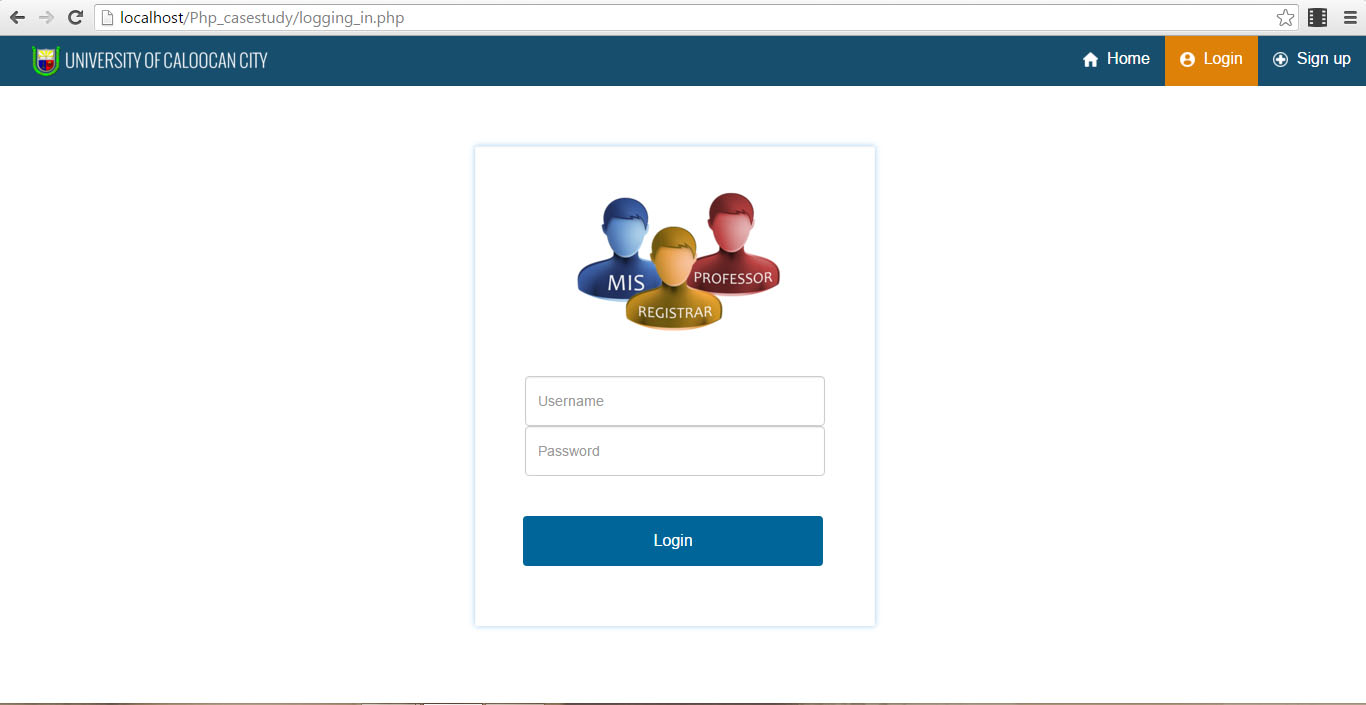 localhost/Php_casestudy/logging_in.php
UNIVERSITY OF CALOOCAN CITY
Home
Login
Sign up
MIS
PROFESSOR
REGISTRAR
Username
Password
Login